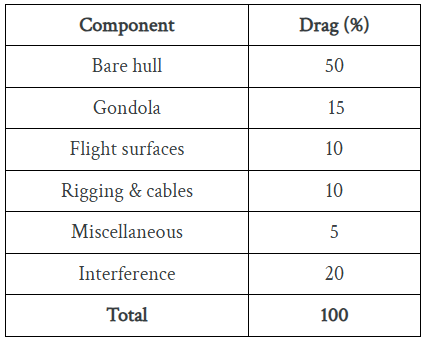 Component Drag (%)
Bare hull 50
Gondola 15
Flight surfaces 10
Rigging & cables 10
Miscellaneous 5
Interference 20
Total 100